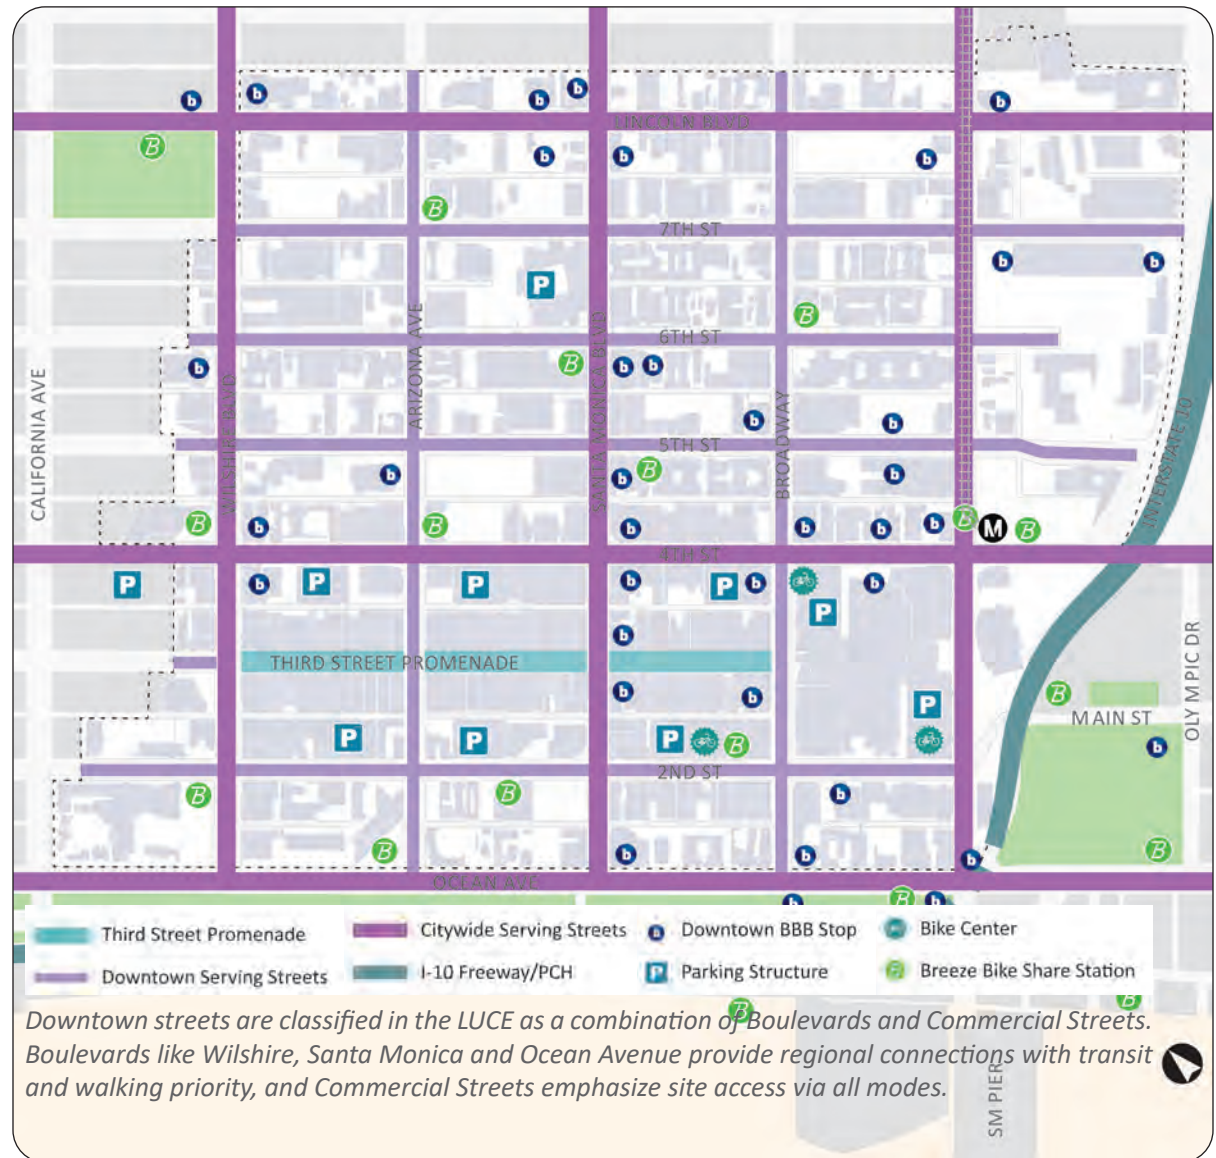 LINCOLN BLVD
7TH ST
6TH ST
5TH ST
4TH ST
THIRD STREET PROMENADE
2ND ST
MAIN ST
CALIFORNIA AVE
WILSHIRE BLVD
ARIZONA AVE
SANTA MONICA BLVD
BROADWAY
INTERSTATE 10
OLYMPIC DR
M
P
P
P
P
P
P
P
P
P
P
Third Street Promenade
Citywide Serving Streets
Downtown BBB Stop
Bike Center
Downtown Serving Streets
I-10 Freeway/PCH
Parking Structure
Breeze Bike Share Station
Downtown streets are classified in the LUCE as a combination of Boulevards and Commercial Streets.
Boulevards like Wilshire, Santa Monica and Ocean Avenue provide regional connections with transit
and walking priority, and Commercial Streets emphasize site access via all modes.
SM PIER